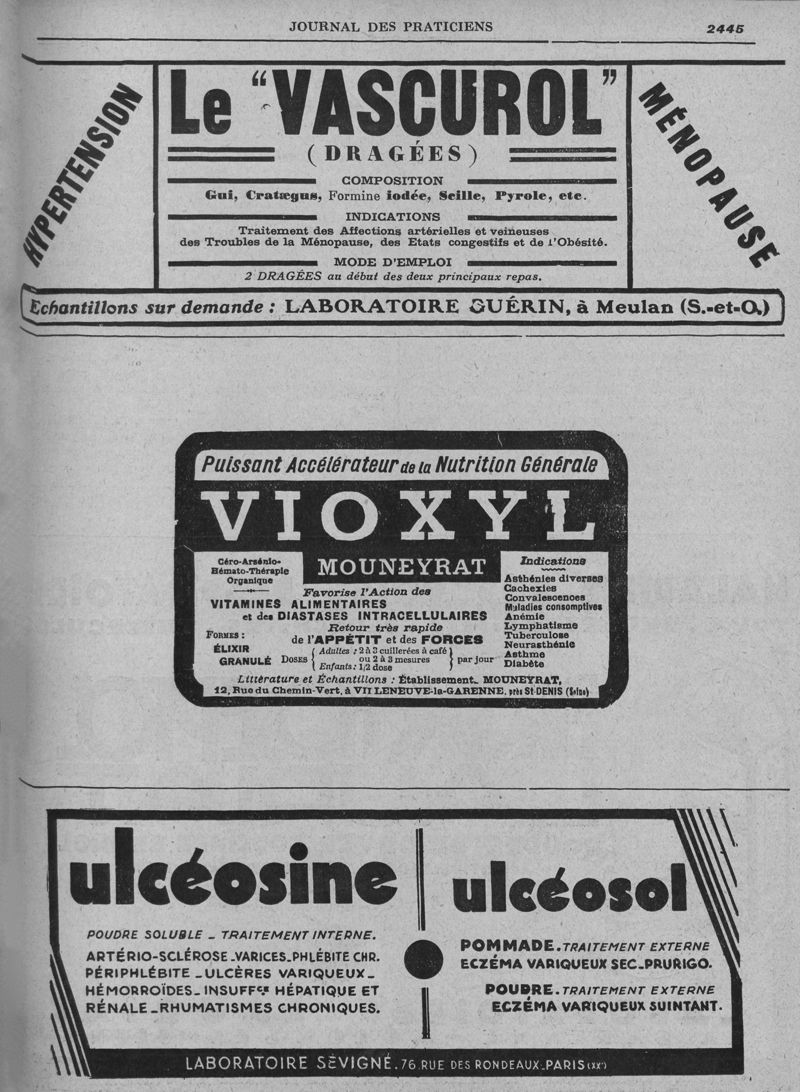 JOURNAL DES PRATICIENS 2445
HYPERTENSION
Le "VASCUROL"
(DRAGÉES)
COMPOSITION
Gui, Cratægus, Formine iodée, Scille, Pyrole, etc.
INDICATIONS
Traitement des Affections artérielles et veineuses
des Troubles de la Ménopause, des Etats congestifs et de l'Obésité.
MODE D'EMPLOI
2 DRAGÉES au début des deux principaux repas.
MÉNOPAUSE
Echantillons sur demande : LABORATOIRE GUÉRIN, à Meulan (S.-et-O.)
Puissant Accélérateur de la Nutrition Générale
VIOXYL
MOUNEYRAT
Céro-Arsénio-
Hémato-Thérapie
Organique
Favorise l'Action des
VITAMINES ALIMENTAIRES
et des DIASTASES INTRACELLULAIRES
Retour très rapide
de l'APPÉTIT et des FORCES
FORMES :
ÉLIXIR
GRANULÉ
DOSES
Adultes : 2 à 3 cuillerées à café
ou 2 à 3 mesures
Enfants : 1/2 dose
par jour
Indications
Asthénies diverses
Cachexies
Convalescences
Maladies consomptives
Anémie
Lymphatisme
Tuberculose
Neurasthénie
Asthme
Diabète
Littérature et Échantillons : Établissement. MOUNEYRAT,
12, Rue du Chemin-Vert, à VILLENEUVE-la-GARENNE, près St-DENIS (Seine)
ulcéosine
POUDRE SOLUBLE - TRAITEMENT INTERNE.
ARTÉRIO-SCLÉROSE-VARICES-PHLÉBITE CHR.
PÉRIPHLÉBITE - ULCÈRES VARIQUEUX -
HÉMORROÏDES - INSUFFces HÉPATIQUE ET
RÉNALE - RHUMATISMES CHRONIQUES.
ulcéosol
POMMADE. TRAITEMENT EXTERNE
ECZÉMA VARIQUEUX SEC-PRURIGO.
POUDRE. TRAITEMENT EXTERNE
ECZÉMA VARIQUEUX SUINTANT.
LABORATOIRE SÉVIGNÉ. 76, RUE DES RONDEAUX-PARIS (XXe)